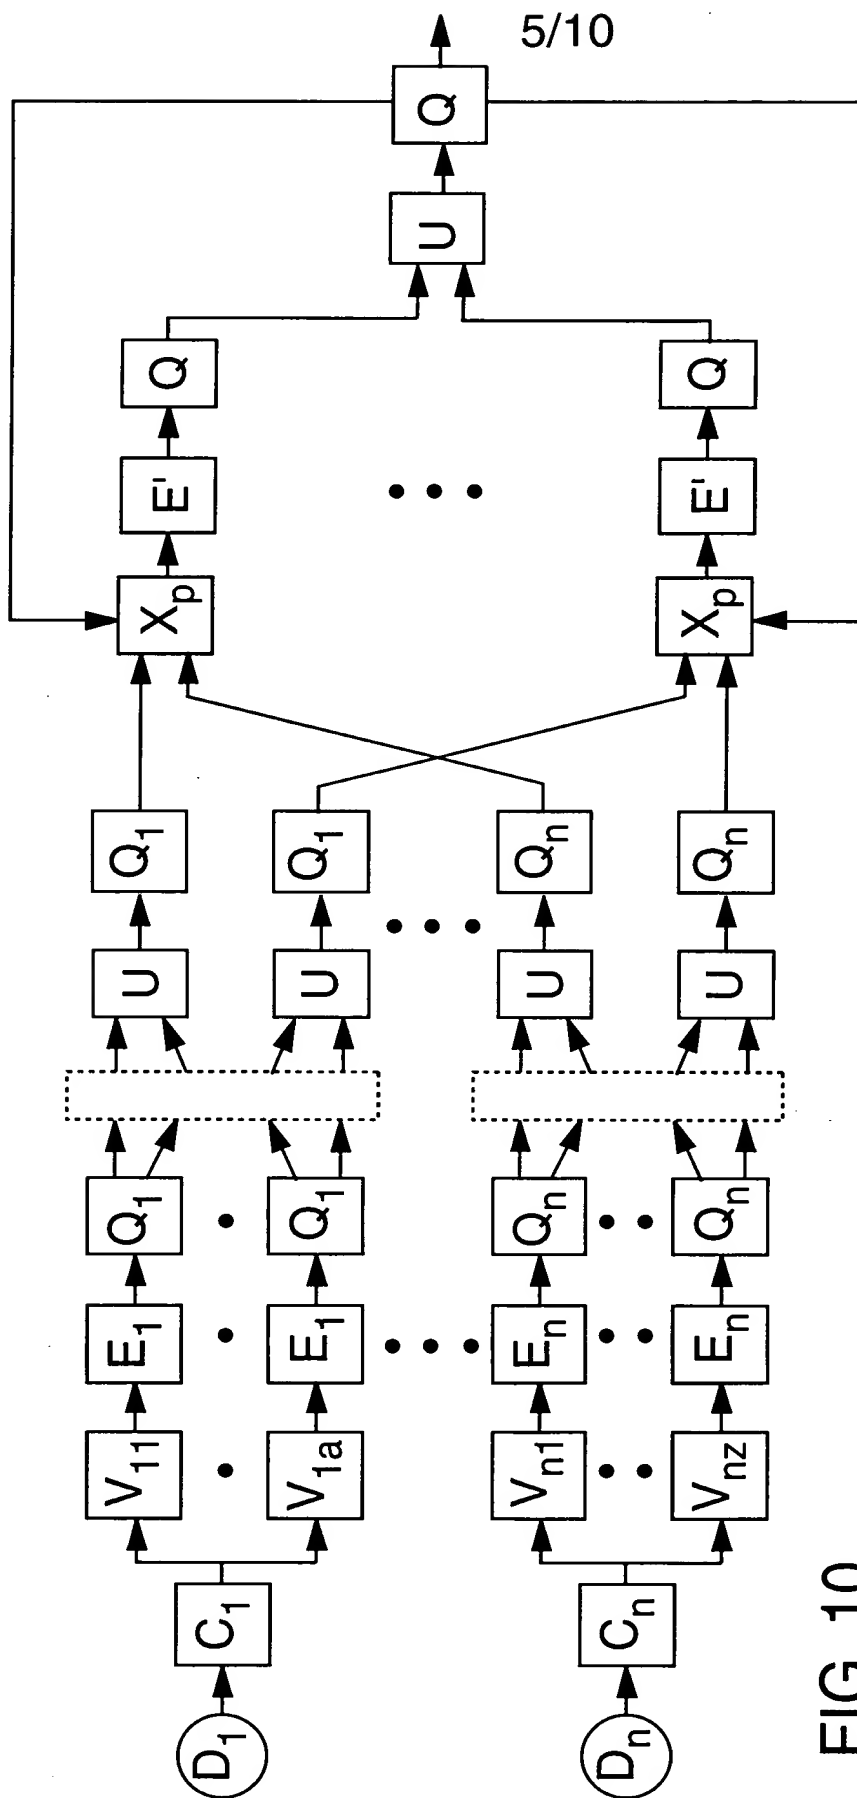 5/10
Q
U
Q
Q
E'
E'
Xp
Xp
Q1
Q1
Qn
Qn
U
U
U
U
Q1
Q1
Qn
Qn
E1
E1
En
En
V11
V1a
Vn1
Vnz
C1
Cn
D1
Dn
FIG. 10